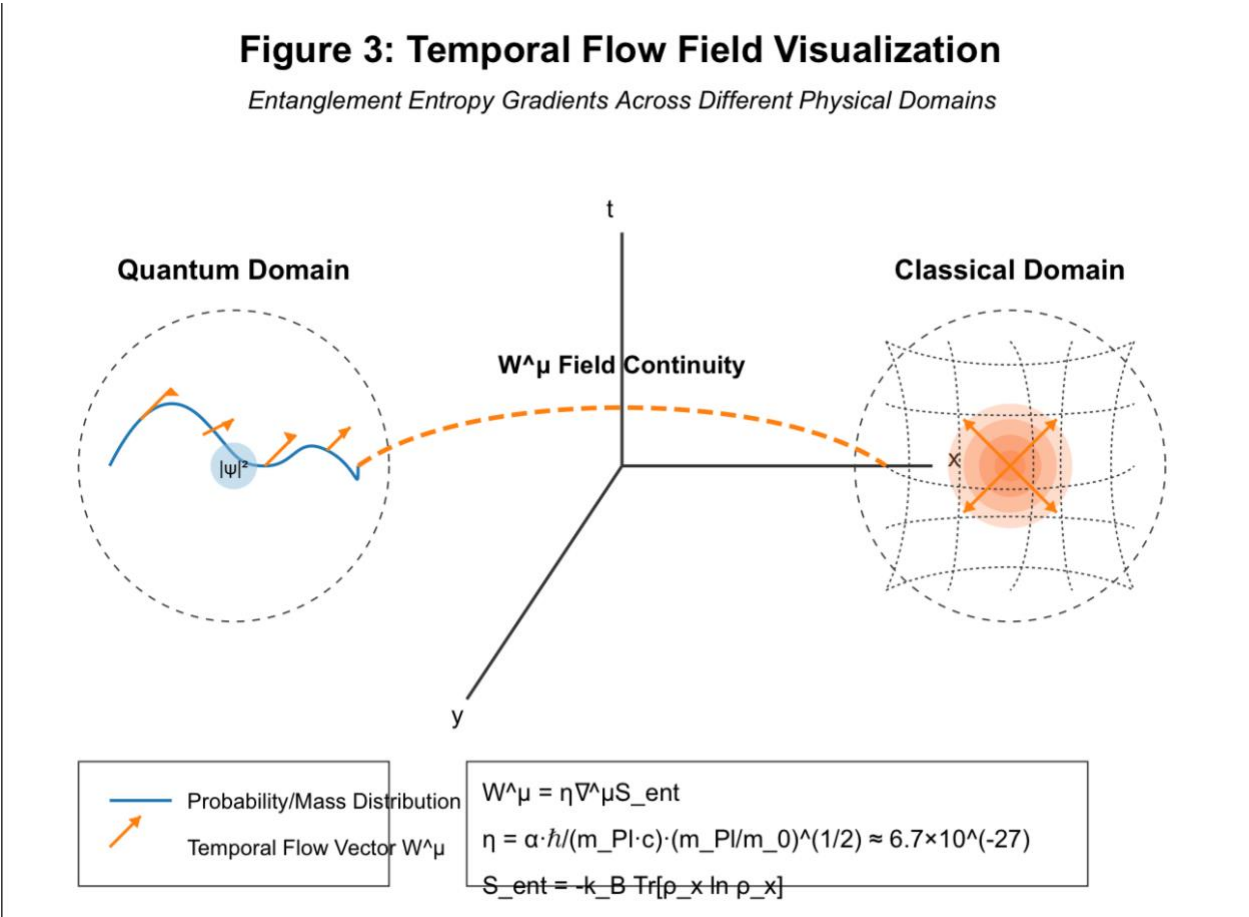 Figure 3: Temporal Flow Field Visualization
Entanglement Entropy Gradients Across Different Physical Domains
t
Quantum Domain
Classical Domain
W^μ Field Continuity
|ψ|²
x
y
Probability/Mass Distribution
Temporal Flow Vector W^μ
W^μ = η∇^μS_ent
η = α·ℏ/(m_Pl·c)·(m_Pl/m_0)^(1/2) ≈ 6.7×10^(-27)
S_ent = -k_B Tr[ρ_x ln ρ_x]